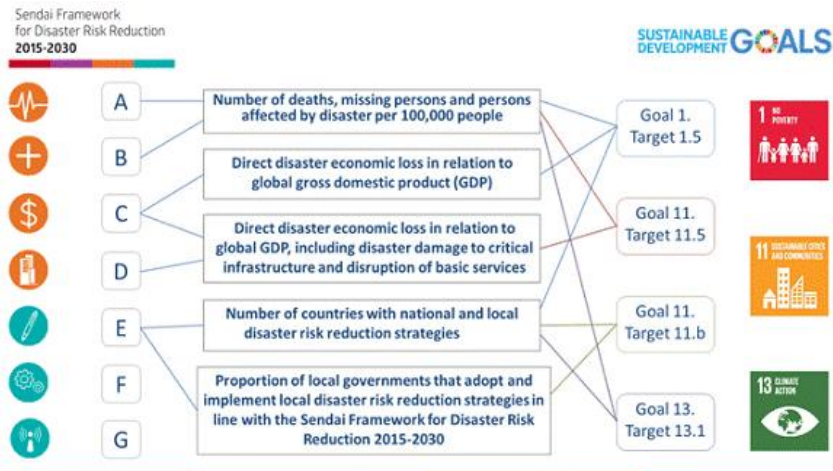 Sendai Framework
for Disaster Risk Reduction
2015-2030
SUSTAINABLE
DEVELOPMENT
GOALS
A
B
C
D
E
F
G
Number of deaths, missing persons and persons
affected by disaster per 100,000 people
Direct disaster economic loss in relation to
global gross domestic product (GDP)
Direct disaster economic loss in relation to
global GDP, including disaster damage to critical
infrastructure and disruption of basic services
Number of countries with national and local
disaster risk reduction strategies
Proportion of local governments that adopt and
implement local disaster risk reduction strategies in
line with the Sendai Framework for Disaster Risk
Reduction 2015-2030
Goal 1.
Target 1.5
Goal 11.
Target 11.5
Goal 11.
Target 11.b
Goal 13.
Target 13.1
1 NO
POVERTY
11 SUSTAINABLE CITIES
AND COMMUNITIES
13 CLIMATE
ACTION